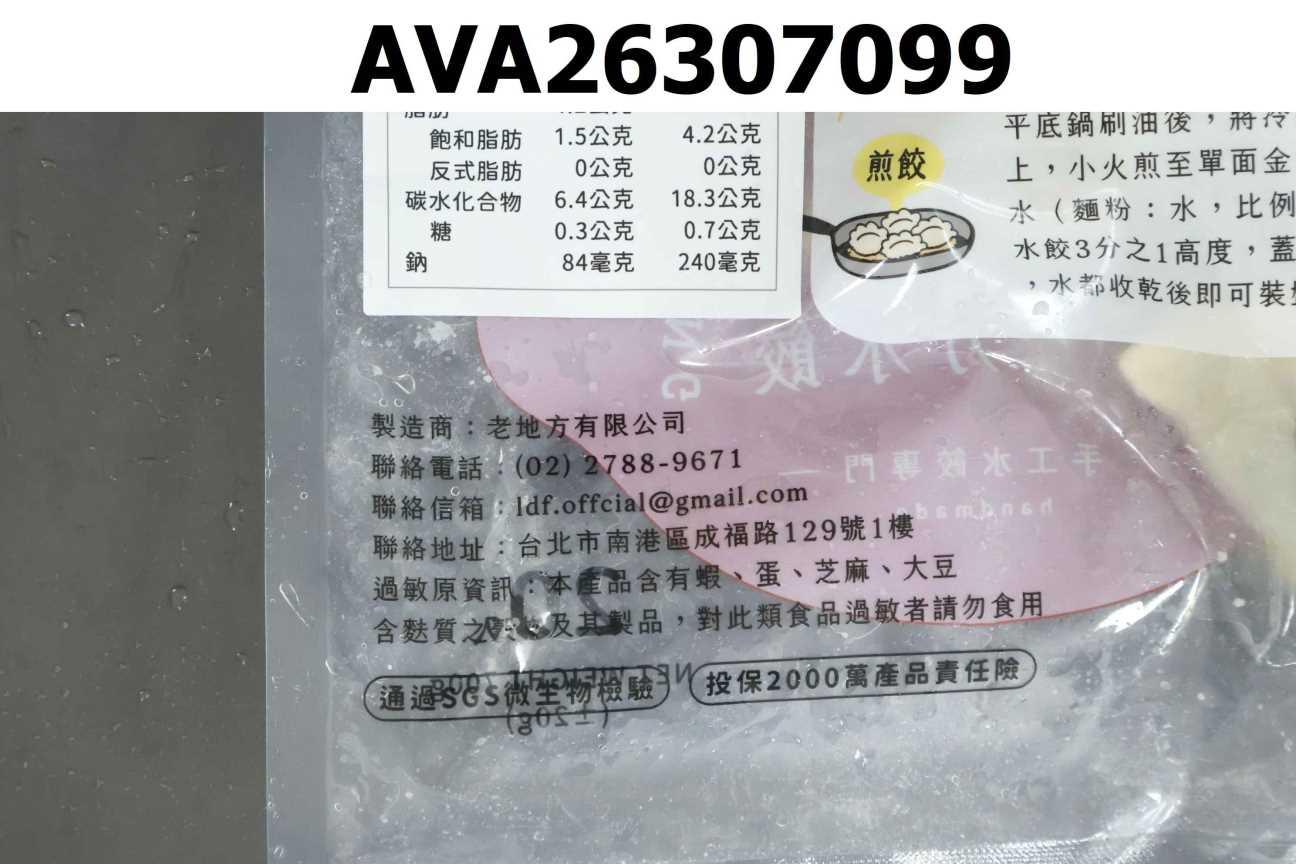 AVA26307099
飽和脂肪 1.5公克 4.2公克
反式脂肪 0公克 0公克
碳水化合物 6.4公克 18.3公克
糖 0.3公克 0.7公克
鈉 84毫克 240毫克
煎餃
平底鍋刷油後，將冷
上，小火煎至單面金
水（麵粉：水，比例
水餃3分之1高度，蓋
，水都收乾後即可裝
水餃
手工水餃專門
handmade
製造商：老地方有限公司
聯絡電話：(02) 2788-9671
聯絡信箱：ldf.offcial@gmail.com
聯絡地址：台北市南港區成福路129號1樓
過敏原資訊：本產品含有蝦、蛋、芝麻、大豆
含麩質之穀物及其製品，對此類食品過敏者請勿食用
NET WEIGHT 700g
(±20g)
通過SGS微生物檢驗
投保2000萬產品責任險